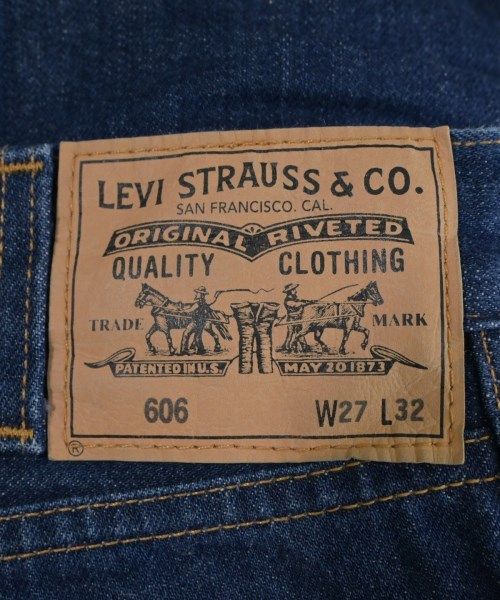 LEVI STRAUSS & CO.
SAN FRANCISCO. CAL.
ORIGINAL RIVETED
QUALITY CLOTHING
TRADE MARK
PATENTED IN U.S. MAY 20 1873
606 W27 L32
®